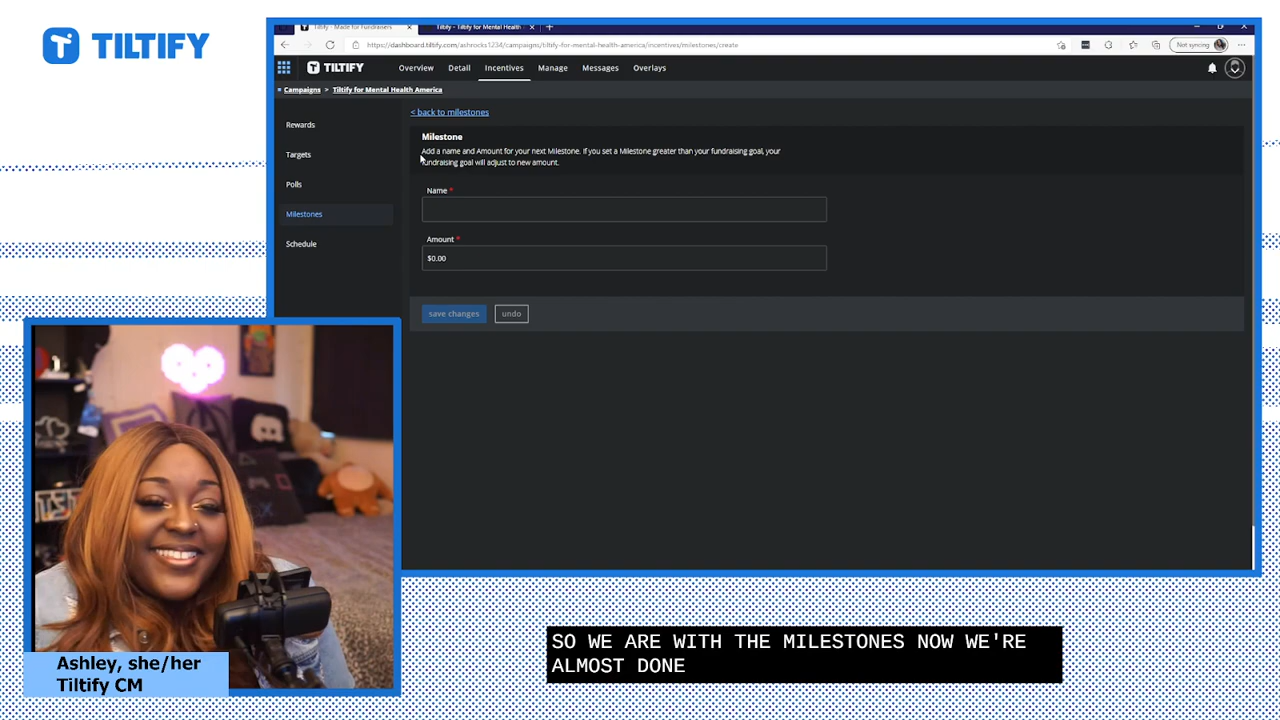 TILTIFY
Tiltify - Made for Fundraisers
Tiltify - Tiltify for Mental Health
https://dashboard.tiltify.com/ashrocks1234/campaigns/tiltify-for-mental-health-america/incentives/milestones/create
Not syncing
TILTIFY
Overview
Detail
Incentives
Manage
Messages
Overlays
Campaigns > Tiltify for Mental Health America
Rewards
Targets
Polls
Milestones
Schedule
< back to milestones
Milestone
Add a name and Amount for your next Milestone. If you set a Milestone greater than your fundraising goal, your
fundraising goal will adjust to new amount.
Name *
Amount *
$0.00
save changes
undo
Ashley, she/her
Tiltify CM
SO WE ARE WITH THE MILESTONES NOW WE'RE
ALMOST DONE